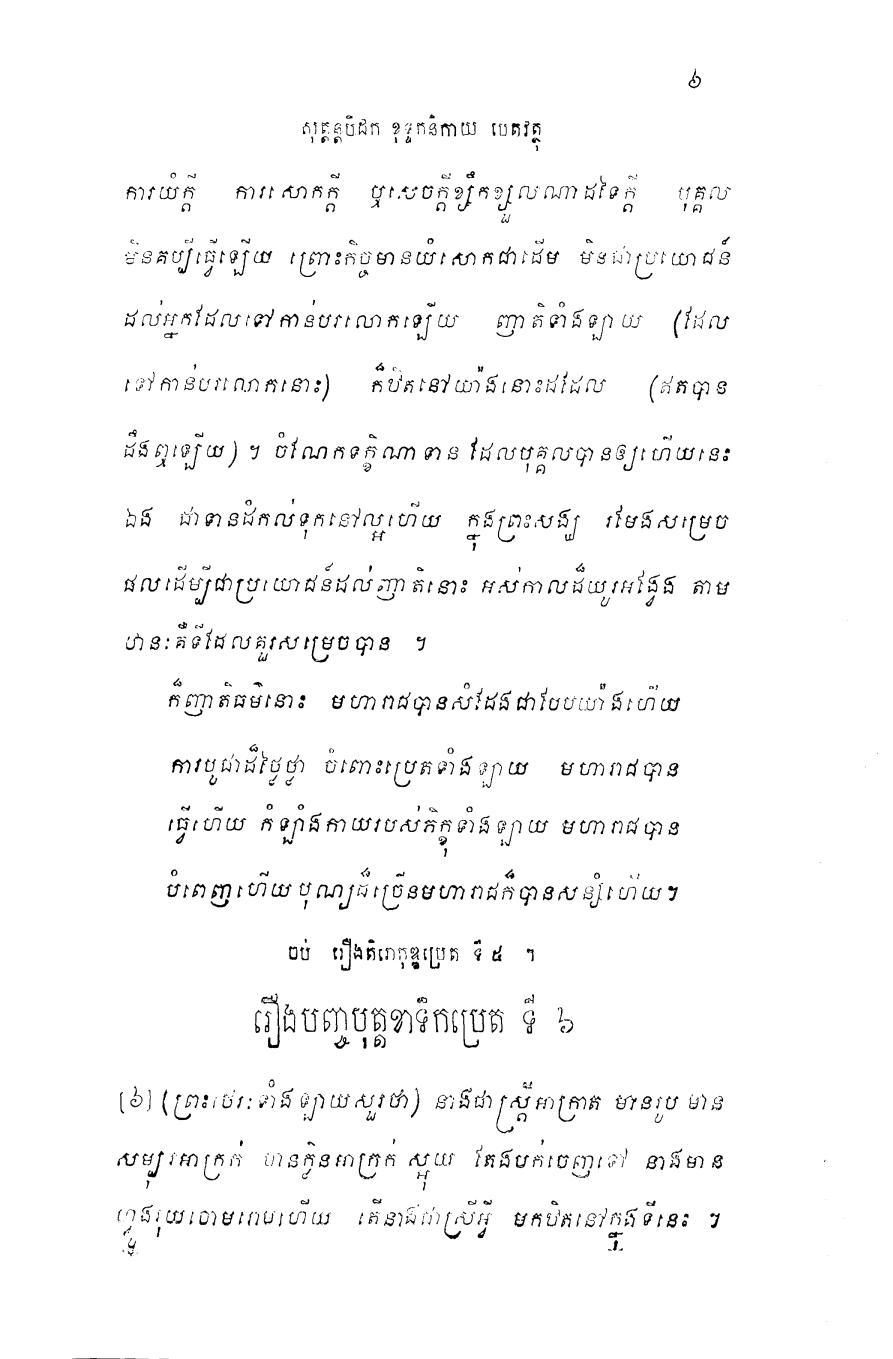 ៦
សុត្តន្តបិដក ខុទ្ទកនិកាយ បេតវត្ថុ
ការយំក្តី ការសោកក្តី ឬសេចក្តីខ្សឹកខ្សួលណាដទៃក្តី បុគ្គល
មិនគប្បីធ្វើឡើយ ព្រោះកិច្ចមានយំសោកជាដើម មិនជាប្រយោជន៍
ដល់អ្នកដែលទៅកាន់បរលោកឡើយ ញាតិទាំងឡាយ (ដែល
ទៅកាន់បរលោកនោះ) ក៏ឋិតនៅយ៉ាងនោះដដែល (ឥតបាន
ដឹងឮឡើយ) ។ ចំណែកទក្ខិណាទាន ដែលបុគ្គលបានឲ្យហើយនេះ
ឯង ជាទានដំកល់ទុកនៅល្អហើយ ក្នុងព្រះសង្ឃ រមែងសម្រេច
ផលដើម្បីជាប្រយោជន៍ដល់ញាតិនោះ អស់កាលដ៏យូរអង្វែង តាម
ឋានៈគឺទីដែលគួរសម្រេចបាន ។
ក៏ញាតិធម៌នោះ មហារាជបានសំដែងជាបែបយ៉ាងហើយ
ការបូជាដ៏ថ្លៃថ្លា ចំពោះប្រេតទាំងឡាយ មហារាជបាន
ធ្វើហើយ កំឡាំងកាយរបស់ភិក្ខុទាំងឡាយ មហារាជបាន
បំពេញហើយ បុណ្យដ៏ច្រើនមហារាជក៏បានសន្សំហើយ។
ចប់ រឿងតិរោកុឌ្ឌប្រេត ទី ៥ ។
រឿងបញ្ចបុត្តខាទិកប្រេត ទី ៦
[៦] (ព្រះថេរៈទាំងឡាយសួរថា) នាងជាស្ត្រីអាក្រាត មានរូប មាន
សម្បុរអាក្រក់ មានក្លិនអាក្រក់ ស្អុយ តែងបក់ចេញទៅ នាងមាន
ហ្វូងរុយចោមរោមហើយ តើនាងជាស្រីអ្វី មកឋិតនៅក្នុងទីនេះ ។